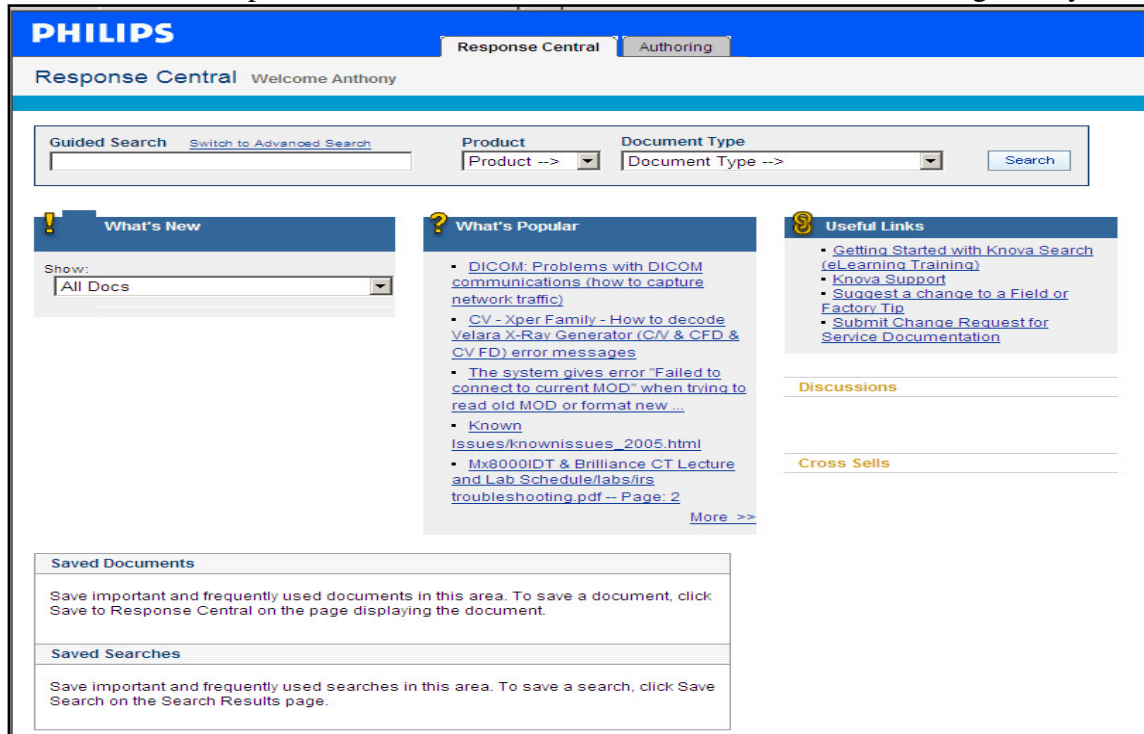 PHILIPS
Response Central
Authoring
Response Central Welcome Anthony
Guided Search Switch to Advanced Search
Product
Document Type
Product -->
Document Type -->
Search
What's New
Show:
All Docs
What's Popular
▪ DICOM: Problems with DICOM
communications (how to capture
network traffic)
▪ CV - Xper Family - How to decode
Velara X-Ray Generator (C/V & CFD &
CV FD) error messages
▪ The system gives error "Failed to
connect to current MOD" when trying to
read old MOD or format new ...
▪ Known
Issues/knownissues_2005.html
▪ Mx8000IDT & Brilliance CT Lecture
and Lab Schedule/labs/irs
troubleshooting.pdf -- Page: 2
More >>
Useful Links
▪ Getting Started with Knova Search
(eLearning Training)
▪ Knova Support
▪ Suggest a change to a Field or
Factory Tip
▪ Submit Change Request for
Service Documentation
Discussions
Cross Sells
Saved Documents
Save important and frequently used documents in this area. To save a document, click
Save to Response Central on the page displaying the document.
Saved Searches
Save important and frequently used searches in this area. To save a search, click Save
Search on the Search Results page.